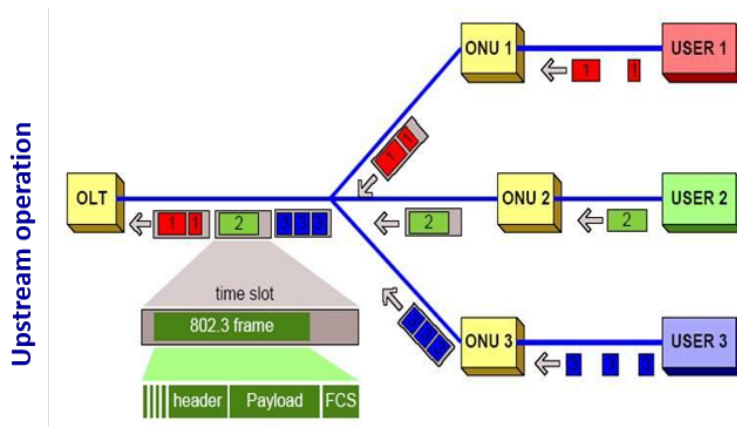 Upstream operation
ONU 1
USER 1
1 1
1 1
OLT
1 1 2 3 3 3
2
ONU 2
2
USER 2
time slot
802.3 frame
3 3 3
ONU 3
3 3 3
USER 3
header Payload FCS